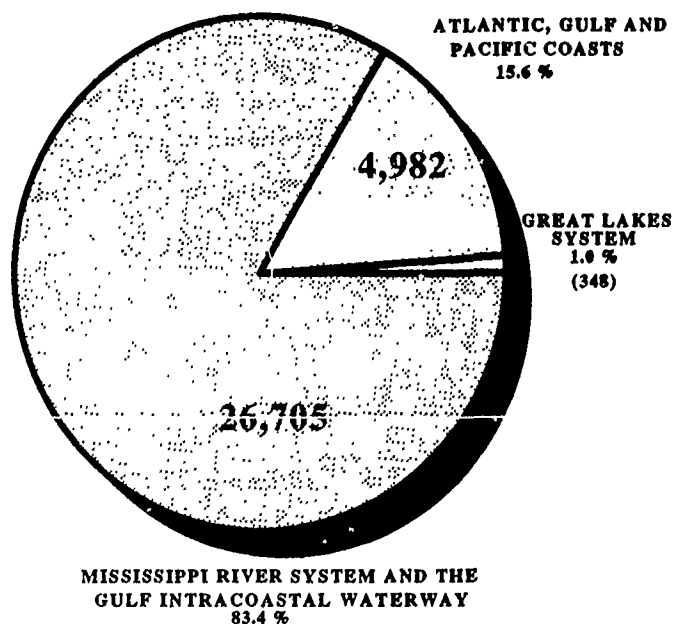 ATLANTIC, GULF AND
PACIFIC COASTS
15.6 %
4,982
GREAT LAKES
SYSTEM
1.0 %
(348)
26,705
MISSISSIPPI RIVER SYSTEM AND THE
GULF INTRACOASTAL WATERWAY
83.4 %